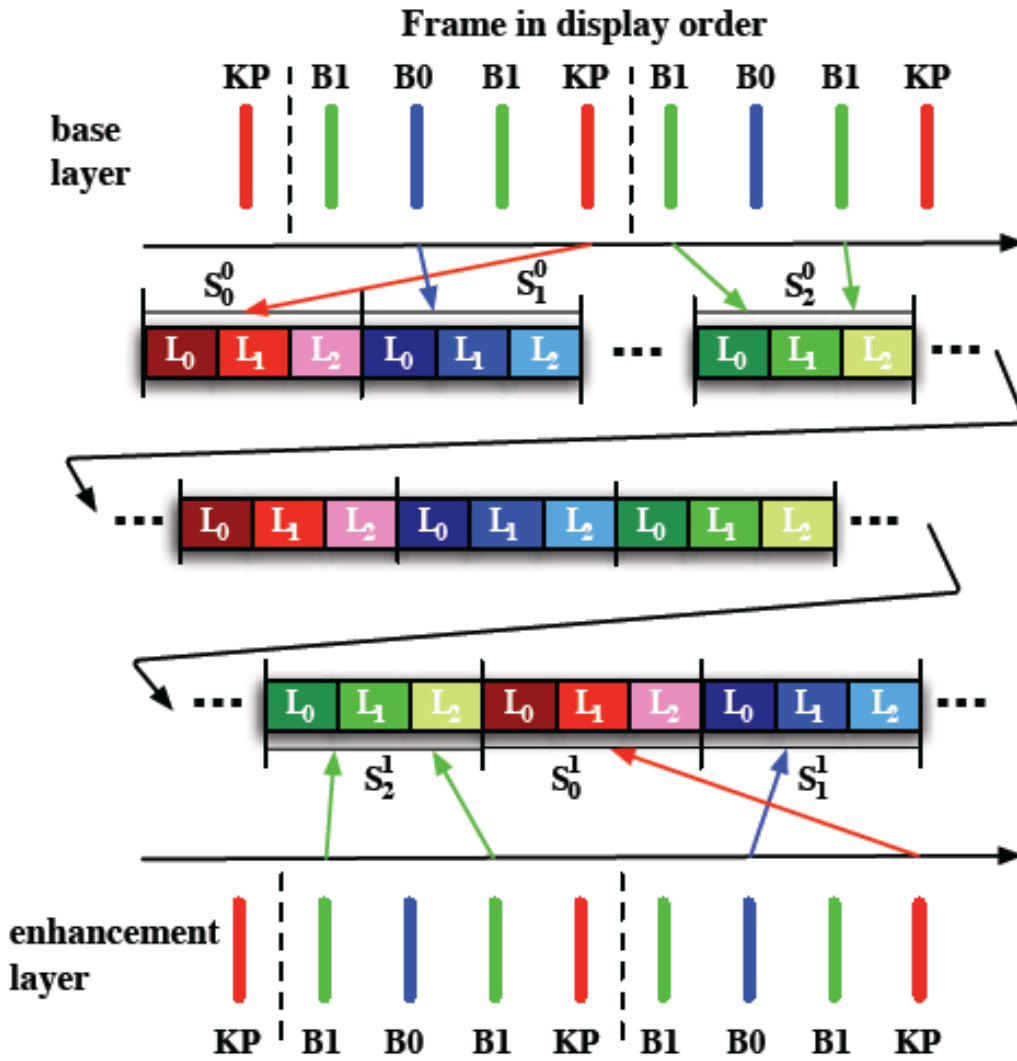 Frame in display order
KP B1 B0 B1 KP B1 B0 B1 KP
base
layer
S₀⁰ S₁⁰ S₂⁰
L₀ L₁ L₂ L₀ L₁ L₂ ... L₀ L₁ L₂ ...
... L₀ L₁ L₂ L₀ L₁ L₂ L₀ L₁ L₂ ...
... L₀ L₁ L₂ L₀ L₁ L₂ L₀ L₁ L₂ ...
S₂¹ S₀¹ S₁¹
enhancement
layer
KP B1 B0 B1 KP B1 B0 B1 KP